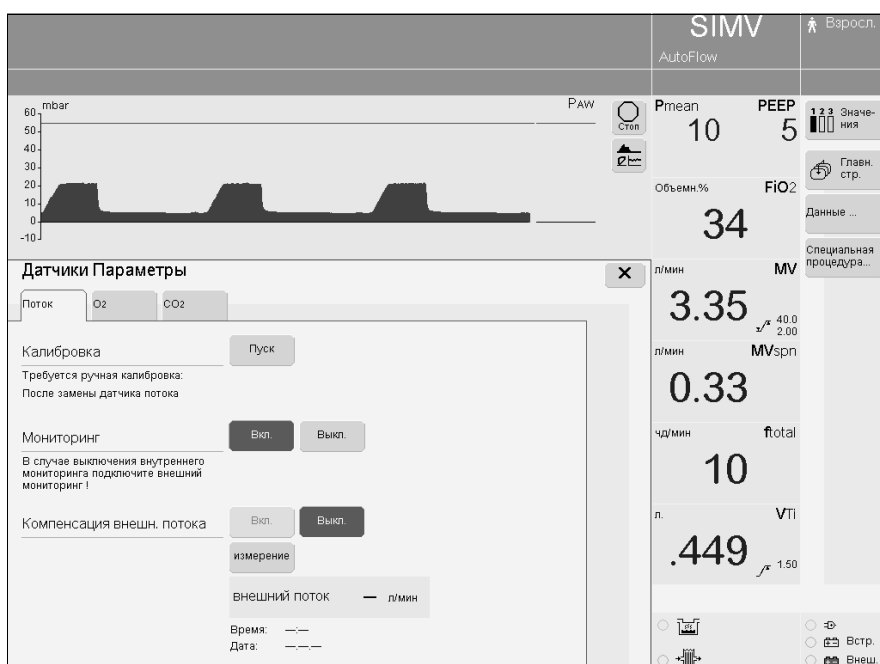 SIMV
AutoFlow
Взросл.
mbar
Paw
60
50
40
30
20
10
0
-10
Стоп
Pmean
10
PEEP
5
Объемн.%
FiO2
34
л/мин
MV
3.35
40.0
2.00
л/мин
MVspn
0.33
чд/мин
ftotal
10
л.
VTi
.449
1.50
1 2 3 Значе-
ния
Главн.
стр.
Данные ...
Специальная
процедура...
Встр.
Внеш.
Датчики Параметры
Поток
O2
CO2
Калибровка
Пуск
Требуется ручная калибровка:
После замены датчика потока
Мониторинг
Вкл.
Выкл.
В случае выключения внутреннего
мониторинга подключите внешний
мониторинг !
Компенсация внешн. потока
Вкл.
Выкл.
измерение
внешний поток — л/мин
Время: —:—
Дата: —.—.—